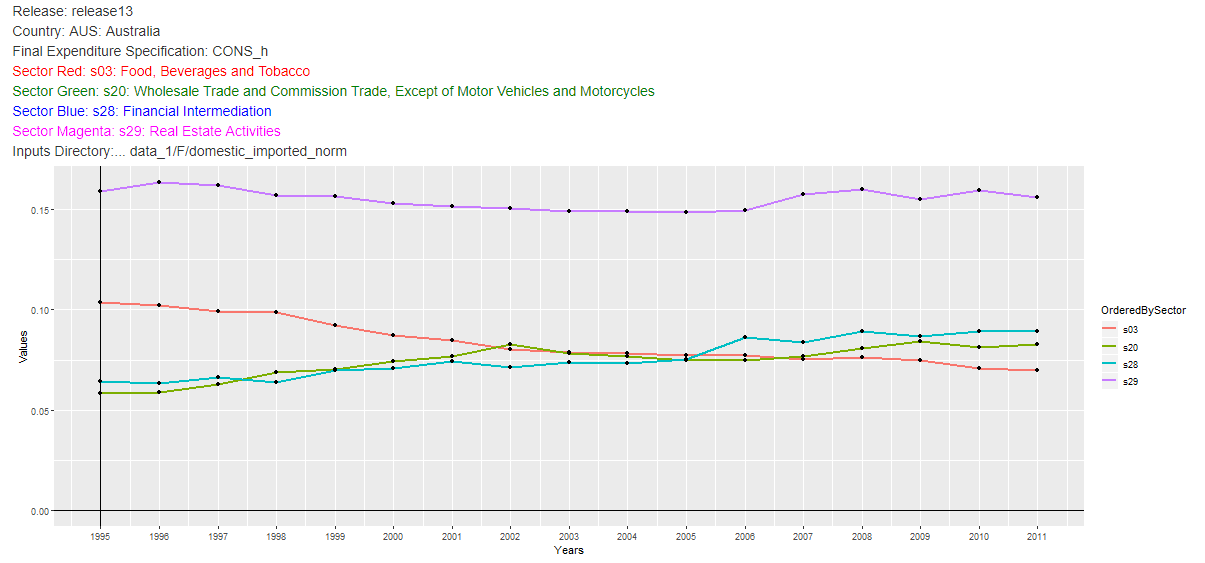 Release: release13
Country: AUS: Australia
Final Expenditure Specification: CONS_h
Sector Red: s03: Food, Beverages and Tobacco
Sector Green: s20: Wholesale Trade and Commission Trade, Except of Motor Vehicles and Motorcycles
Sector Blue: s28: Financial Intermediation
Sector Magenta: s29: Real Estate Activities
Inputs Directory:... data_1/F/domestic_imported_norm
0.15
0.10
0.05
0.00
Values
1995 1996 1997 1998 1999 2000 2001 2002 2003 2004 2005 2006 2007 2008 2009 2010 2011
Years
OrderedBySector
s03
s20
s28
s29